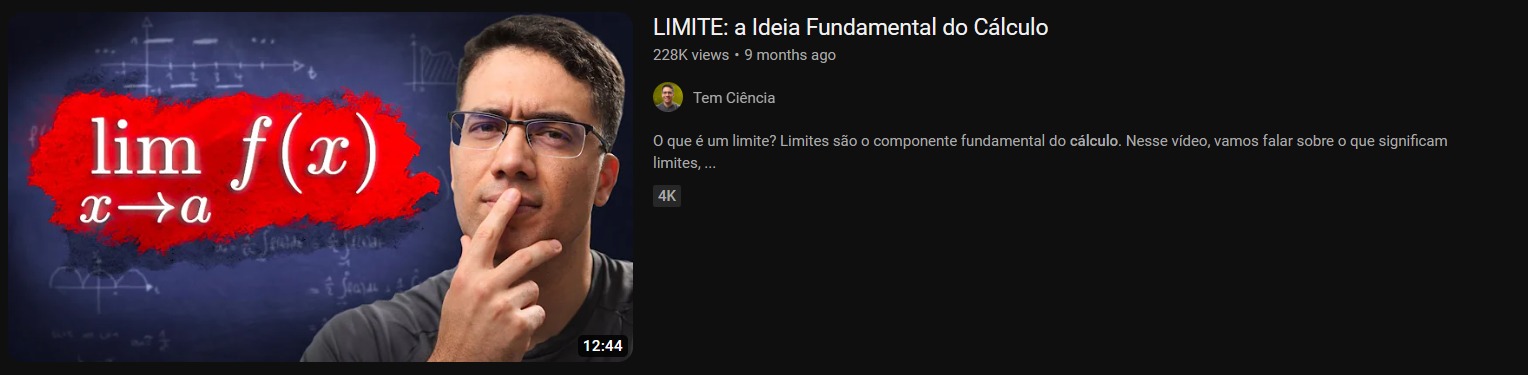 LIMITE: a Ideia Fundamental do Cálculo
228K views • 9 months ago
Tem Ciência
O que é um limite? Limites são o componente fundamental do cálculo. Nesse vídeo, vamos falar sobre o que significam
limites, ...
4K
lim f(x)
x→a
12:44